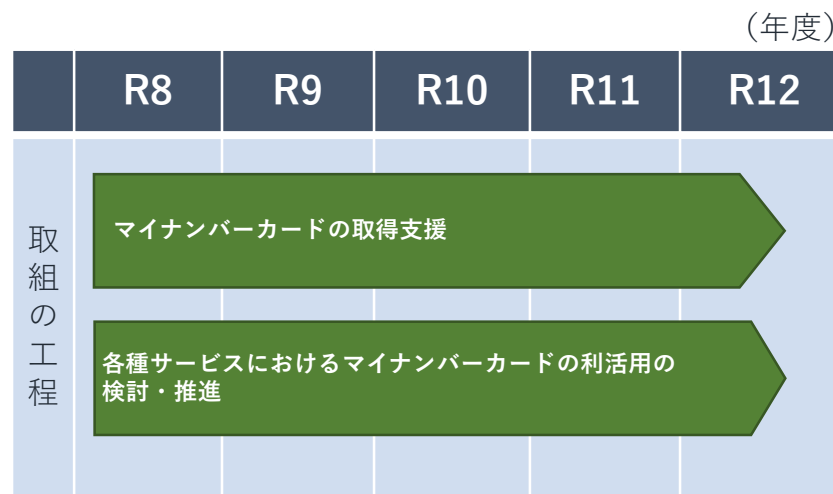 （年度）
R8 R9 R10 R11 R12
取組の工程
マイナンバーカードの取得支援
各種サービスにおけるマイナンバーカードの利活用の
検討・推進